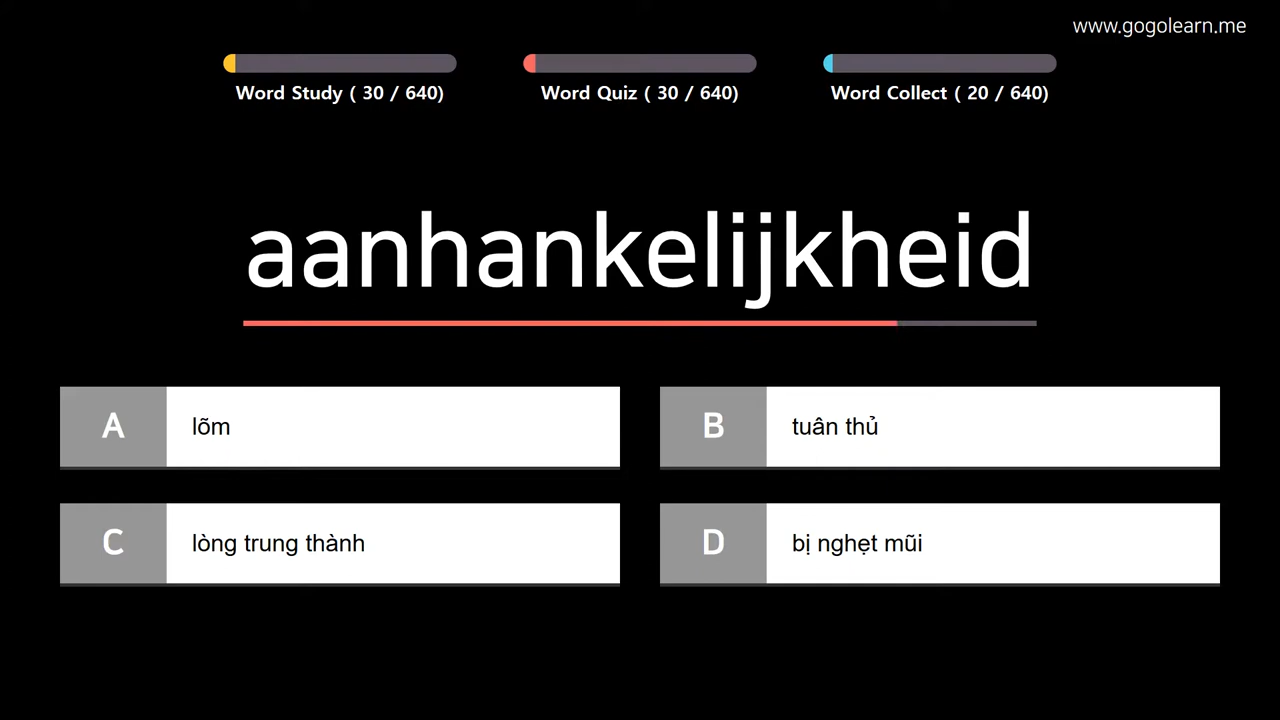 www.gogolearn.me
Word Study ( 30 / 640)
Word Quiz ( 30 / 640)
Word Collect ( 20 / 640)
aanhankelijkheid
A lõm
B tuân thủ
C lòng trung thành
D bị nghẹt mũi